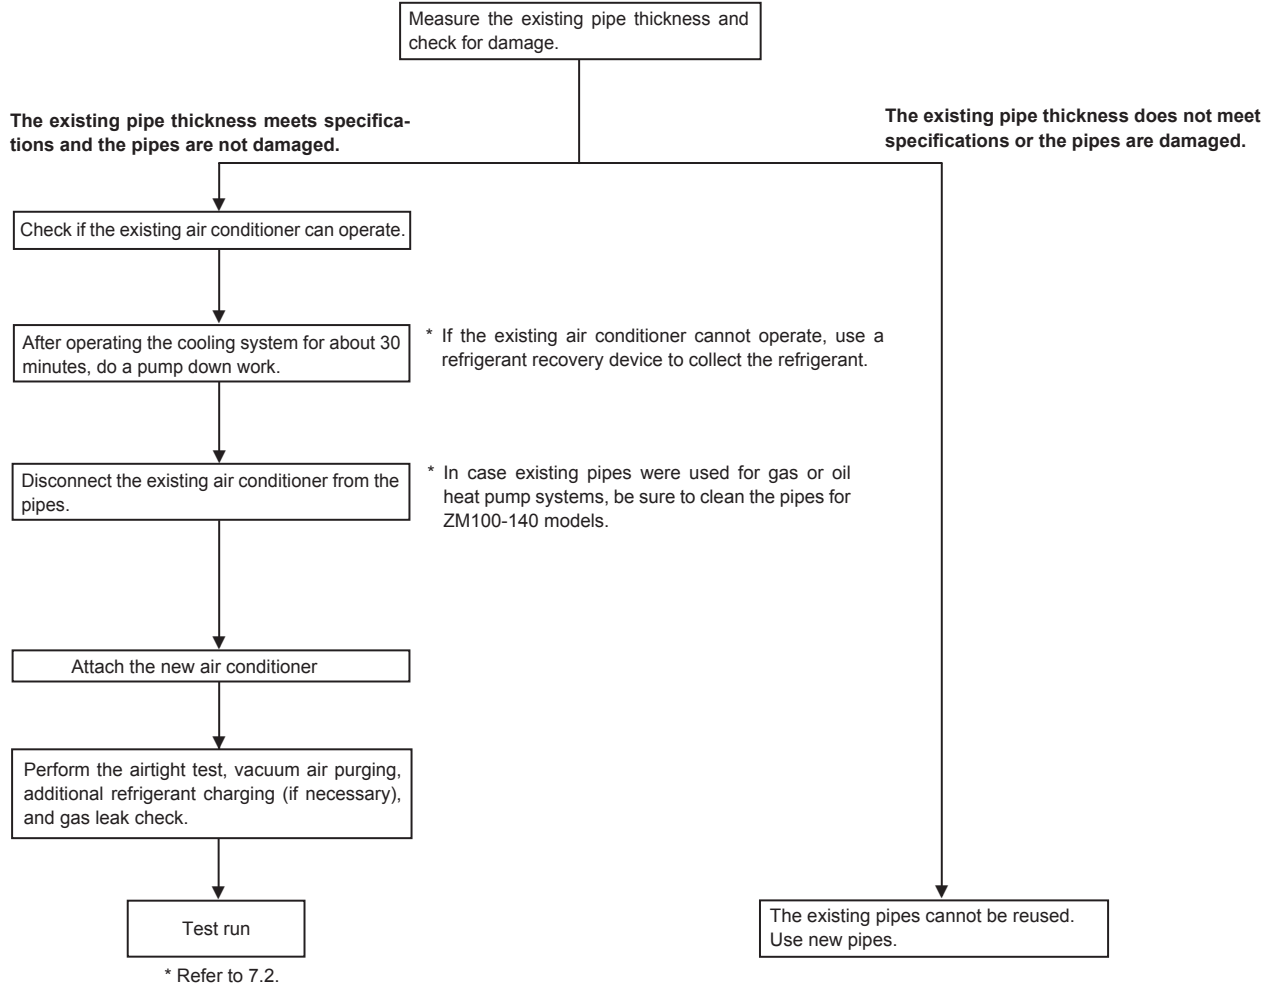 Measure the existing pipe thickness and
check for damage.
The existing pipe thickness meets specifica-
tions and the pipes are not damaged.
The existing pipe thickness does not meet
specifications or the pipes are damaged.
Check if the existing air conditioner can operate.
After operating the cooling system for about 30
minutes, do a pump down work.
* If the existing air conditioner cannot operate, use a
refrigerant recovery device to collect the refrigerant.
Disconnect the existing air conditioner from the
pipes.
* In case existing pipes were used for gas or oil
heat pump systems, be sure to clean the pipes for
ZM100-140 models.
Attach the new air conditioner
Perform the airtight test, vacuum air purging,
additional refrigerant charging (if necessary),
and gas leak check.
Test run
* Refer to 7.2.
The existing pipes cannot be reused.
Use new pipes.